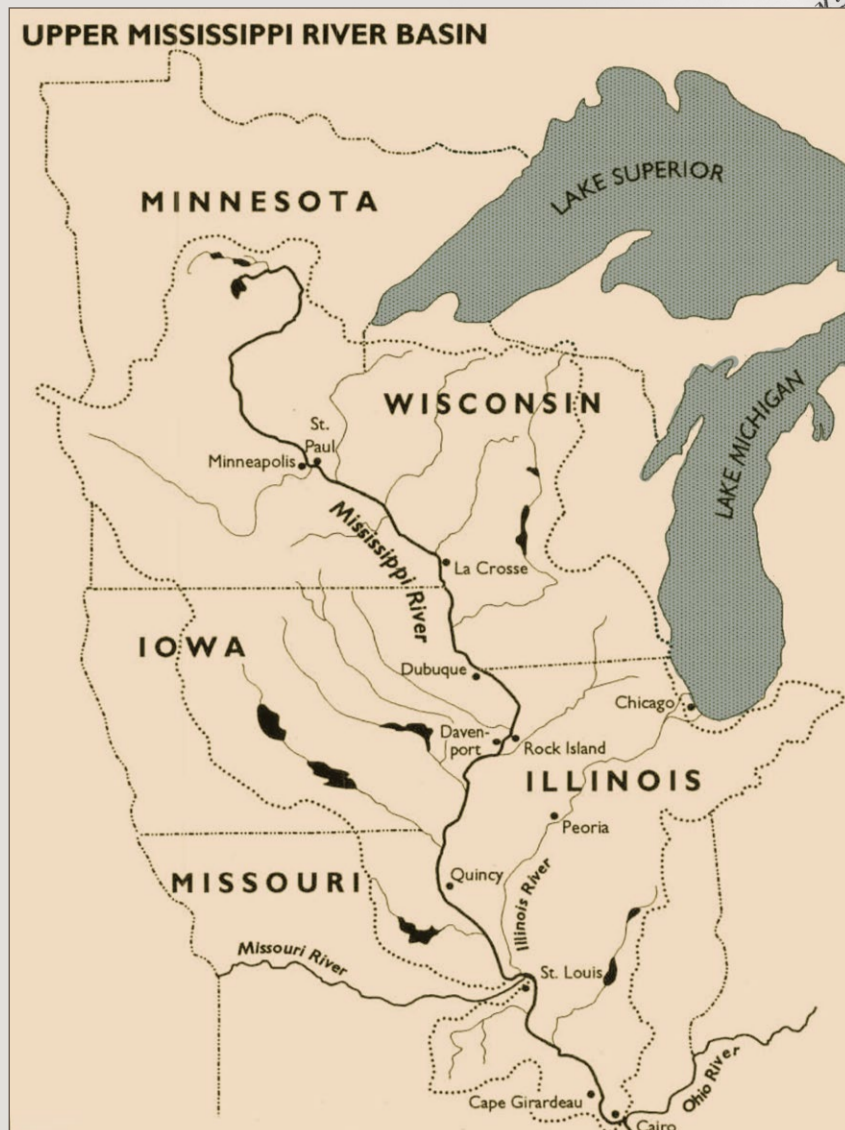 UPPER MISSISSIPPI RIVER BASIN
LAKE SUPERIOR
MINNESOTA
LAKE MICHIGAN
WISCONSIN
St.
Paul
Minneapolis
Mississippi River
La Crosse
IOWA
Dubuque
Chicago
Daven-
port
Rock Island
ILLINOIS
Peoria
Quincy
MISSOURI
Illinois River
Missouri River
St. Louis
Ohio River
Cape Girardeau
Cairo